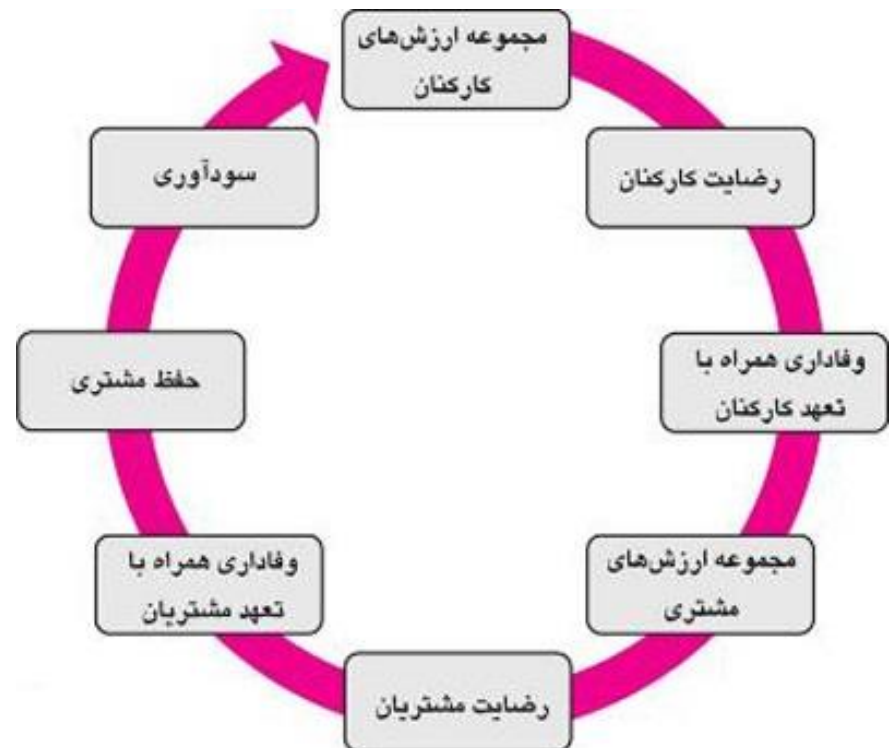 مجموعه ارزش‌های
کارکنان
رضایت کارکنان
وفاداری همراه با
تعهد کارکنان
مجموعه ارزش‌های
مشتری
رضایت مشتریان
وفاداری همراه با
تعهد مشتریان
حفظ مشتری
سودآوری